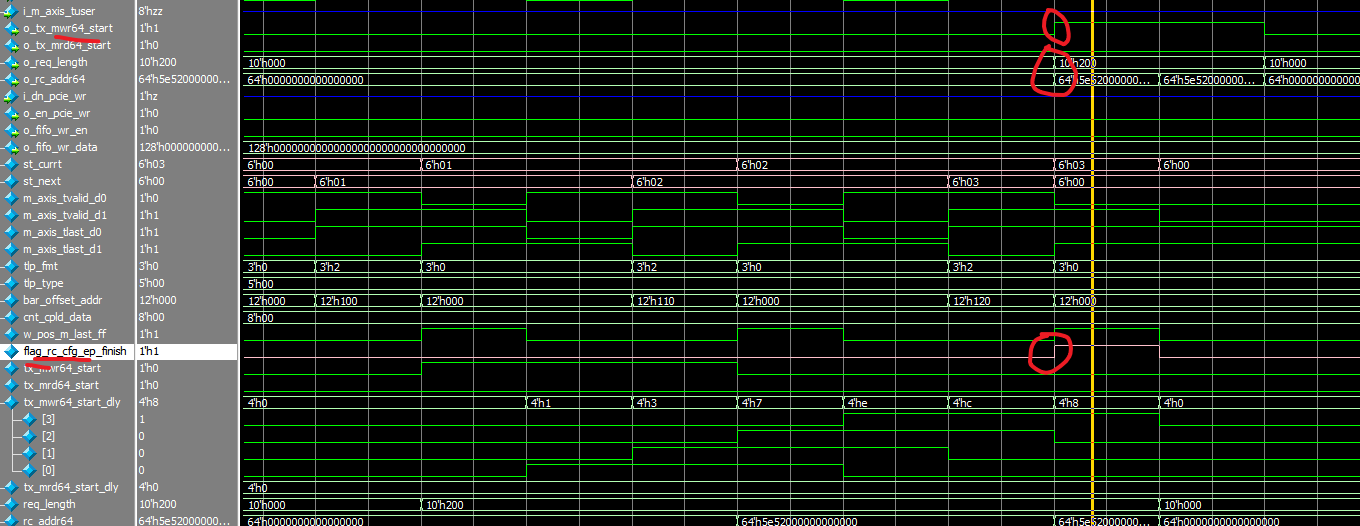 i_m_axis_tuser 8'hzz
o_tx_mwr64_start 1'h1
o_tx_mrd64_start 1'h0
o_req_length 10'h200 10'h000 10'h200 10'h000
o_rc_addr64 64'h5e52000000... 64'h0000000000000000 64'h5e52000000... 64'h5e52000000... 64'h000000000000
i_dn_pcie_wr 1'hz
o_en_pcie_wr 1'h0
o_fifo_wr_en 1'h0
o_fifo_wr_data 128'h000000000... 128'h00000000000000000000000000000000
st_currt 6'h03 6'h00 6'h01 6'h02 6'h03 6'h00
st_next 6'h00 6'h00 6'h01 6'h02 6'h03 6'h00
m_axis_tvalid_d0 1'h0
m_axis_tvalid_d1 1'h1
m_axis_tlast_d0 1'h1
m_axis_tlast_d1 1'h1
tlp_fmt 3'h0 3'h0 3'h2 3'h0 3'h2 3'h0 3'h2 3'h0
tlp_type 5'h00 5'h00
bar_offset_addr 12'h000 12'h000 12'h100 12'h000 12'h110 12'h000 12'h120 12'h000
cnt_cpld_data 8'h00 8'h00
w_pos_m_last_ff 1'h1
flag_rc_cfg_ep_finish 1'h1
tx_mwr64_start 1'h0
tx_mrd64_start 1'h0
tx_mwr64_start_dly 4'h8 4'h0 4'h1 4'h3 4'h7 4'he 4'hc 4'h8 4'h0
[3] 1
[2] 0
[1] 0
[0] 0
tx_mrd64_start_dly 4'h0 4'h0
req_length 10'h200 10'h000 10'h200 10'h000
rc_addr64 64'h5e52000000... 64'h0000000000000000 64'h5e52000000000000 64'h5e52000000... 64'h000000000000